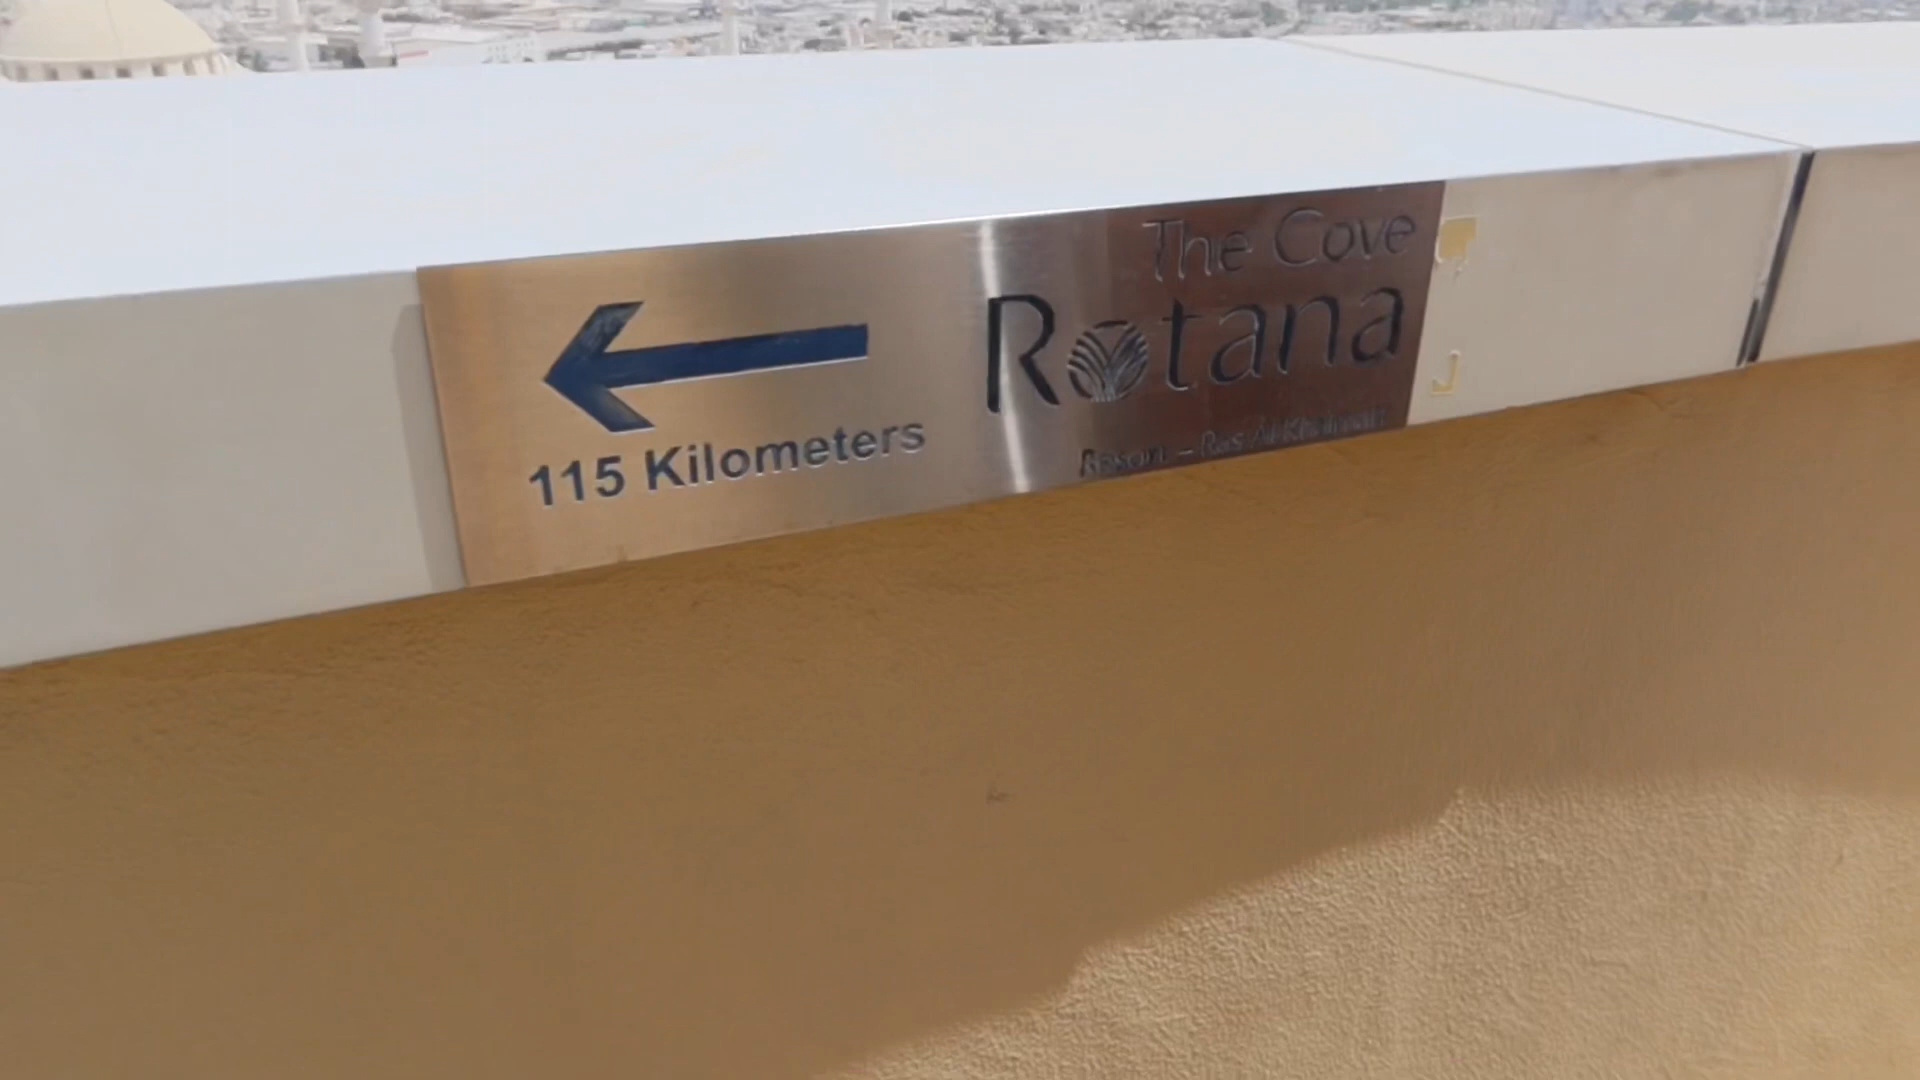 The Cove
Rotana
115 Kilometers
Resort – Ras Al Khaimah